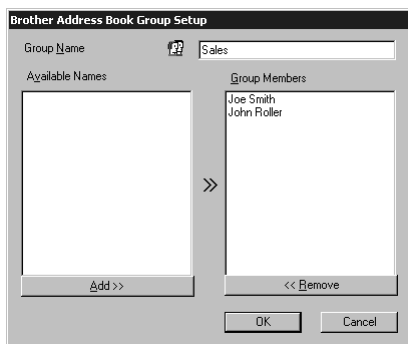 Brother Address Book Group Setup
Group Name
Sales
Available Names
Group Members
Joe Smith
John Roller
Add >>
<< Remove
OK
Cancel